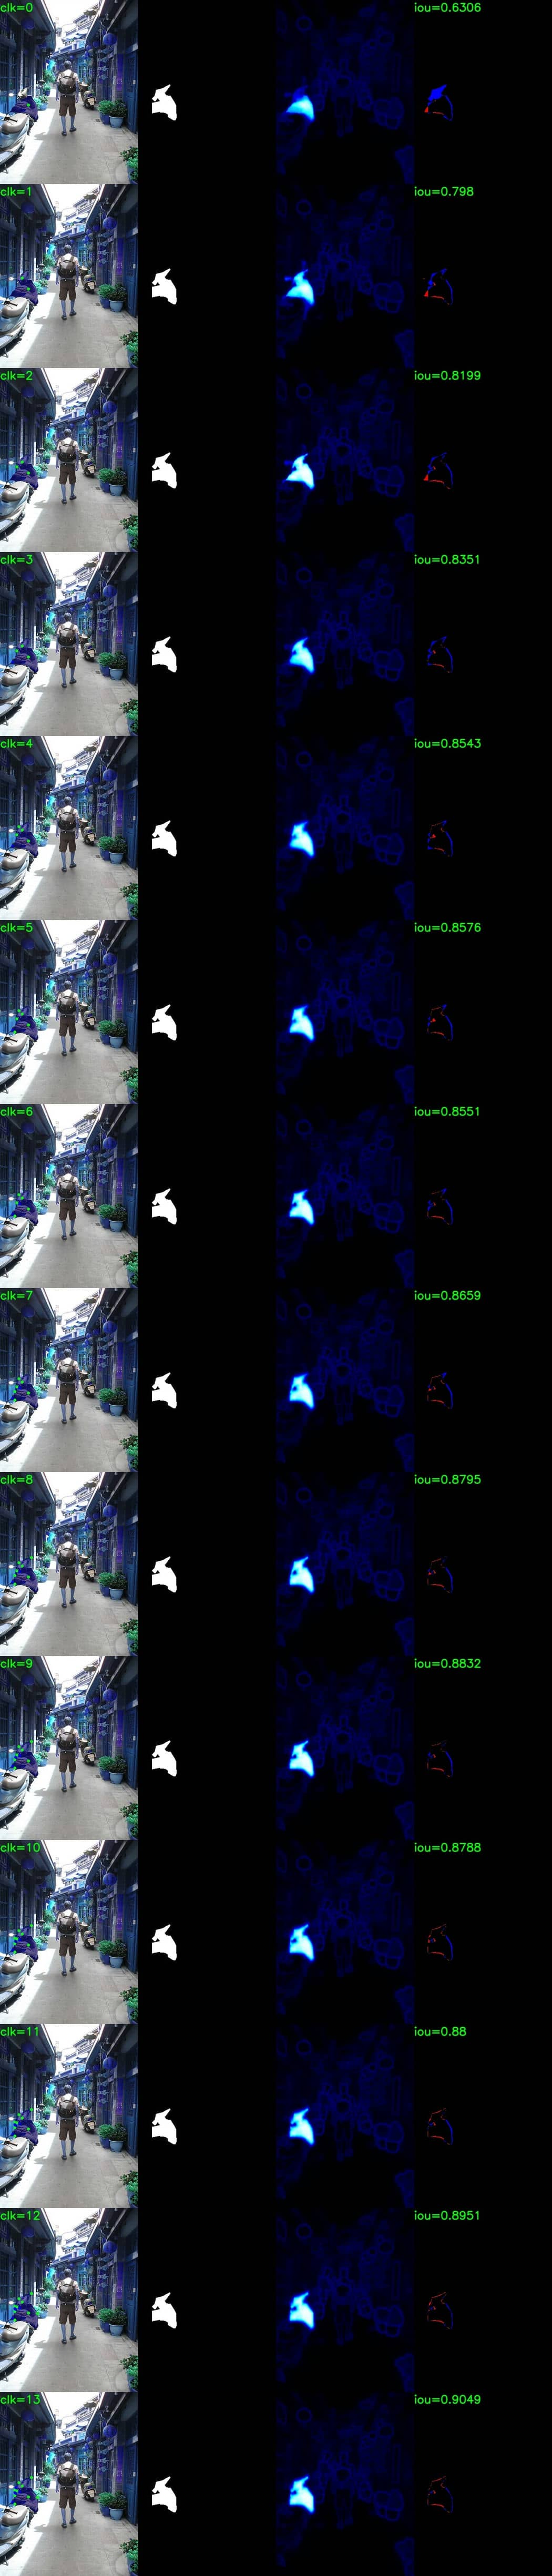 clk=0 iou=0.6306
clk=1 iou=0.798
clk=2 iou=0.8199
clk=3 iou=0.8351
clk=4 iou=0.8543
clk=5 iou=0.8576
clk=6 iou=0.8551
clk=7 iou=0.8659
clk=8 iou=0.8795
clk=9 iou=0.8832
clk=10 iou=0.8788
clk=11 iou=0.88
clk=12 iou=0.8951
clk=13 iou=0.9049